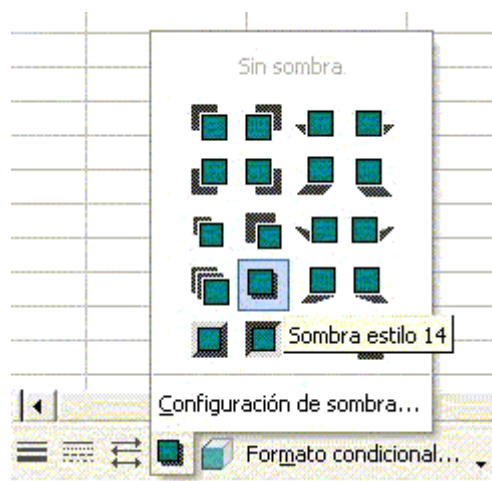 Sin sombra
Sombra estilo 14
Configuración de sombra...
Formato condicional...